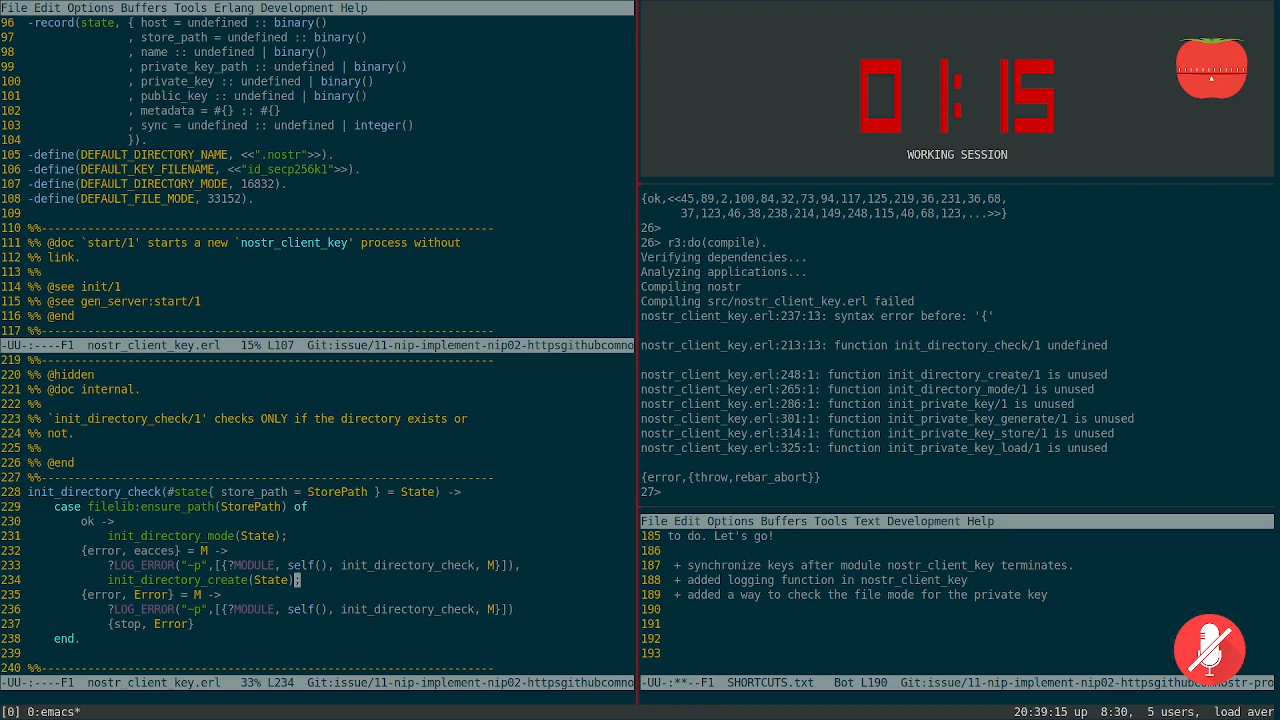 File Edit Options Buffers Tools Erlang Development Help
96 -record(state, { host = undefined :: binary()
97 , store_path = undefined :: binary()
98 , name :: undefined | binary()
99 , private_key_path :: undefined | binary()
100 , private_key :: undefined | binary()
101 , public_key :: undefined | binary()
102 , metadata = #{} :: #{}
103 , sync = undefined :: undefined | integer()
104 }).
105 -define(DEFAULT_DIRECTORY_NAME, <<".nostr">>).
106 -define(DEFAULT_KEY_FILENAME, <<"id_secp256k1">>).
107 -define(DEFAULT_DIRECTORY_MODE, 16832).
108 -define(DEFAULT_FILE_MODE, 33152).
109
110 %%--------------------------------------------------------------------
111 %% @doc `start/1' starts a new `nostr_client_key' process without
112 %% link.
113 %%
114 %% @see init/1
115 %% @see gen_server:start/1
116 %% @end
117 %%--------------------------------------------------------------------
-UU-:----F1 nostr_client_key.erl 15% L107 Git:issue/11-nip-implement-nip02-httpsgithubcomno
219 %%--------------------------------------------------------------------
220 %% @hidden
221 %% @doc internal.
222 %%
223 %% `init_directory_check/1' checks ONLY if the directory exists or
224 %% not.
225 %%
226 %% @end
227 %%--------------------------------------------------------------------
228 init_directory_check(#state{ store_path = StorePath } = State) ->
229 case filelib:ensure_path(StorePath) of
230 ok ->
231 init_directory_mode(State);
232 {error, eacces} = M ->
233 ?LOG_ERROR("~p",[{?MODULE, self(), init_directory_check, M}]),
234 init_directory_create(State);
235 {error, Error} = M ->
236 ?LOG_ERROR("~p",[{?MODULE, self(), init_directory_check, M}])
237 {stop, Error}
238 end.
239
240 %%--------------------------------------------------------------------
-UU-:----F1 nostr_client_key.erl 33% L234 Git:issue/11-nip-implement-nip02-httpsgithubcomno
01:15
WORKING SESSION
{ok,<<45,89,2,100,84,32,73,94,117,125,219,36,231,36,68,
37,123,46,38,238,214,149,248,115,40,68,123,...>>}
26>
26> r3:do(compile).
Verifying dependencies...
Analyzing applications...
Compiling nostr
Compiling src/nostr_client_key.erl failed
nostr_client_key.erl:237:13: syntax error before: '{'
nostr_client_key.erl:213:13: function init_directory_check/1 undefined
nostr_client_key.erl:248:1: function init_directory_create/1 is unused
nostr_client_key.erl:265:1: function init_directory_mode/1 is unused
nostr_client_key.erl:286:1: function init_private_key/1 is unused
nostr_client_key.erl:301:1: function init_private_key_generate/1 is unused
nostr_client_key.erl:314:1: function init_private_key_store/1 is unused
nostr_client_key.erl:325:1: function init_private_key_load/1 is unused
{error,{throw,rebar_abort}}
27>
File Edit Options Buffers Tools Text Development Help
185 to do. Let's go!
186
187 + synchronize keys after module nostr_client_key terminates.
188 + added logging function in nostr_client_key
189 + added a way to check the file mode for the private key
190
191
192
193
-UU-:**--F1 SHORTCUTS.txt Bot L190 Git:issue/11-nip-implement-nip02-httpsgithubcomnostr-pro
[0] 0:emacs* 20:39:15 up 8:30, 5 users, load aver